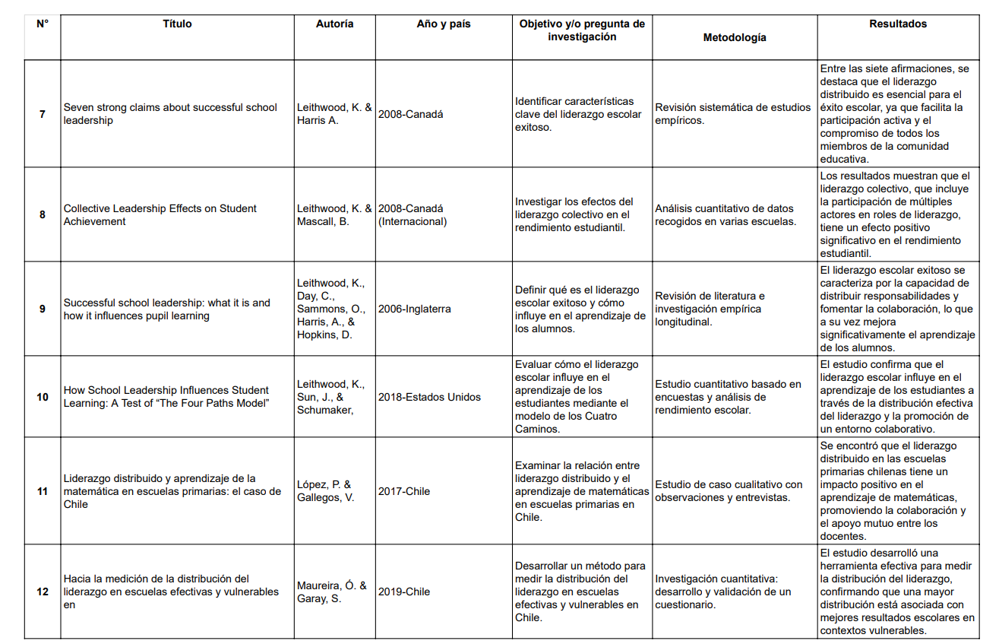 N°
Título
Autoría
Año y país
Objetivo y/o pregunta de
investigación
Metodología
Resultados
7
Seven strong claims about successful school
leadership
Leithwood, K. &
Harris A.
2008-Canadá
Identificar características
clave del liderazgo escolar
exitoso.
Revisión sistemática de estudios
empíricos.
Entre las siete afirmaciones, se
destaca que el liderazgo
distribuido es esencial para el
éxito escolar, ya que facilita la
participación activa y el
compromiso de todos los
miembros de la comunidad
educativa.
8
Collective Leadership Effects on Student
Achievement
Leithwood, K. &
Mascall, B.
2008-Canadá
(Internacional)
Investigar los efectos del
liderazgo colectivo en el
rendimiento estudiantil.
Análisis cuantitativo de datos
recogidos en varias escuelas.
Los resultados muestran que el
liderazgo colectivo, que incluye
la participación de múltiples
actores en roles de liderazgo,
tiene un efecto positivo
significativo en el rendimiento
estudiantil.
9
Successful school leadership: what it is and
how it influences pupil learning
Leithwood, K.,
Day, C.,
Sammons, O.,
Harris, A., &
Hopkins, D.
2006-Inglaterra
Definir qué es el liderazgo
escolar exitoso y cómo
influye en el aprendizaje de
los alumnos.
Revisión de literatura e
investigación empírica
longitudinal.
El liderazgo escolar exitoso se
caracteriza por la capacidad de
distribuir responsabilidades y
fomentar la colaboración, lo que
a su vez mejora
significativamente el aprendizaje
de los alumnos.
10
How School Leadership Influences Student
Learning: A Test of “The Four Paths Model”
Leithwood, K.,
Sun, J., &
Schumaker,
2018-Estados Unidos
Evaluar cómo el liderazgo
escolar influye en el
aprendizaje de los
estudiantes mediante el
modelo de los Cuatro
Caminos.
Estudio cuantitativo basado en
encuestas y análisis de
rendimiento escolar.
El estudio confirma que el
liderazgo escolar influye en el
aprendizaje de los estudiantes a
través de la distribución efectiva
del liderazgo y la promoción de
un entorno colaborativo.
11
Liderazgo distribuido y aprendizaje de la
matemática en escuelas primarias: el caso de
Chile
López, P. &
Gallegos, V.
2017-Chile
Examinar la relación entre
liderazgo distribuido y el
aprendizaje de matemáticas
en escuelas primarias en
Chile.
Estudio de caso cualitativo con
observaciones y entrevistas.
Se encontró que el liderazgo
distribuido en las escuelas
primarias chilenas tiene un
impacto positivo en el
aprendizaje de matemáticas,
promoviendo la colaboración y
el apoyo mutuo entre los
docentes.
12
Hacia la medición de la distribución del
liderazgo en escuelas efectivas y vulnerables
en
Maureira, Ó. &
Garay, S.
2019-Chile
Desarrollar un método para
medir la distribución del
liderazgo en escuelas
efectivas y vulnerables en
Chile.
Investigación cuantitativa:
desarrollo y validación de un
cuestionario.
El estudio desarrolló una
herramienta efectiva para medir
la distribución del liderazgo,
confirmando que una mayor
distribución está asociada con
mejores resultados escolares en
contextos vulnerables.